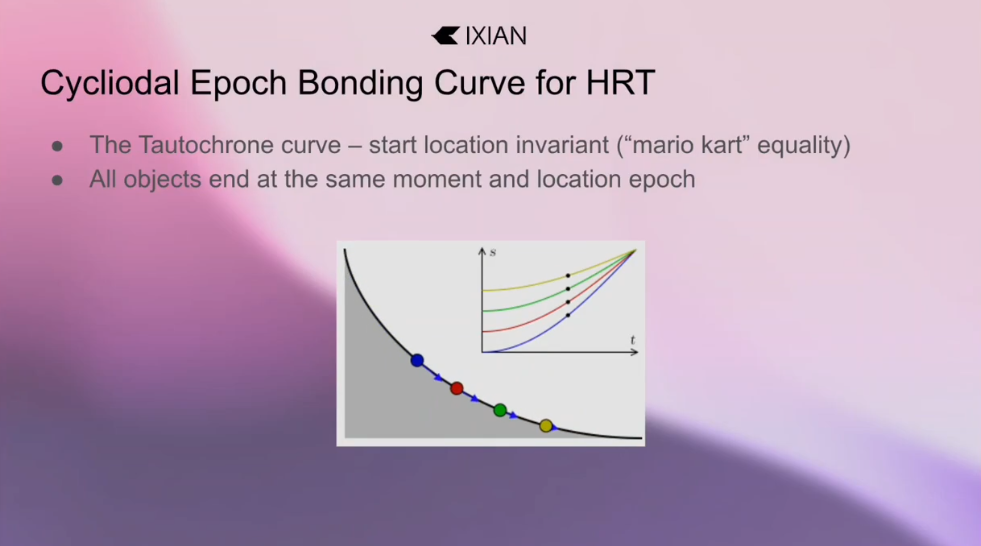 IXIAN
Cycliodal Epoch Bonding Curve for HRT
● The Tautochrone curve – start location invariant (“mario kart” equality)
● All objects end at the same moment and location epoch
s
t